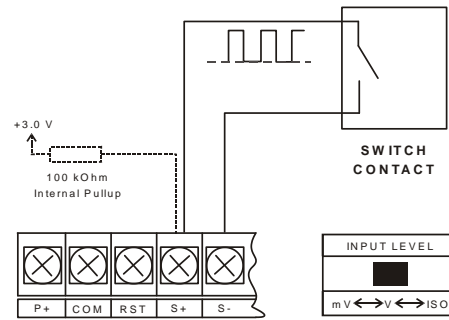 +3.0 V
100 kOhm
Internal Pullup
SWITCH
CONTACT
P+ COM RST S+ S-
INPUT LEVEL
mV V ISO